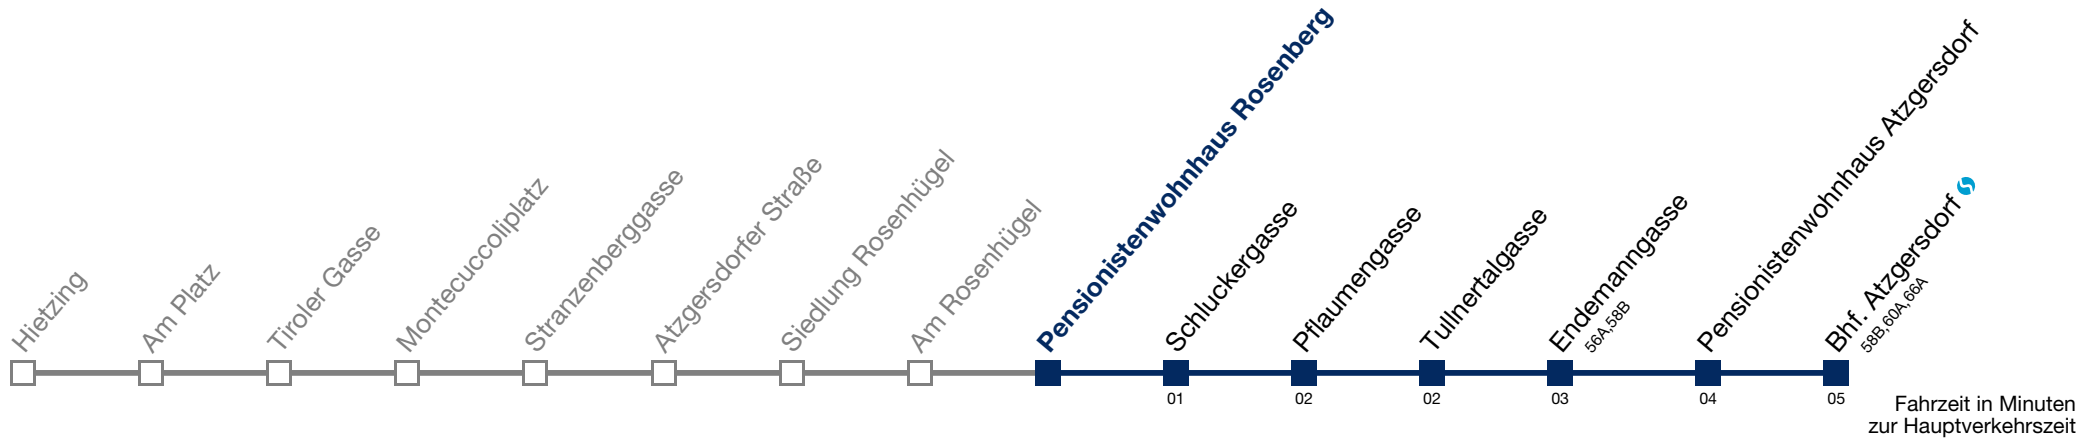 Hietzing
Am Platz
Tiroler Gasse
Montecuccoliplatz
Stranzenberggasse
Atzgersdorfer Straße
Siedlung Rosenhügel
Am Rosenhügel
Pensionistenwohnhaus Rosenberg
Schluckergasse
Pflaumengasse
Tullnertalgasse
Endemanngasse
56A,58B
Pensionistenwohnhaus Atzgersdorf
Bhf. Atzgersdorf
58B,60A,66A
01
02
02
03
04
05
Fahrzeit in Minuten
zur Hauptverkehrszeit